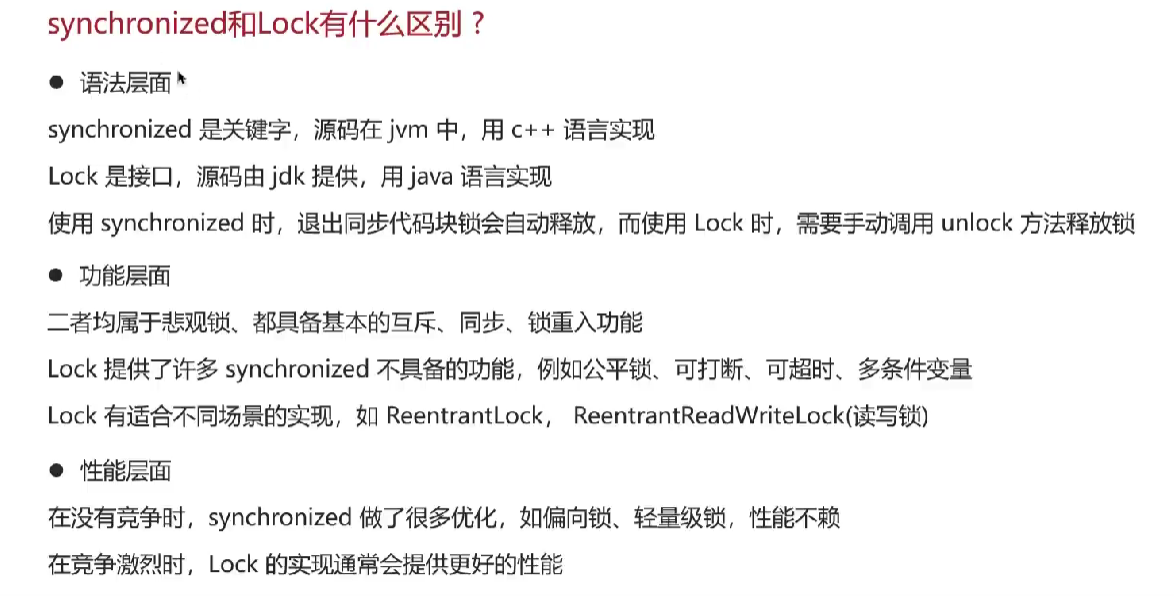 synchronized和Lock有什么区别？
● 语法层面
synchronized 是关键字，源码在 jvm 中，用 c++ 语言实现
Lock 是接口，源码由 jdk 提供，用 java 语言实现
使用 synchronized 时，退出同步代码块锁会自动释放，而使用 Lock 时，需要手动调用 unlock 方法释放锁
● 功能层面
二者均属于悲观锁、都具备基本的互斥、同步、锁重入功能
Lock 提供了许多 synchronized 不具备的功能，例如公平锁、可打断、可超时、多条件变量
Lock 有适合不同场景的实现，如 ReentrantLock， ReentrantReadWriteLock(读写锁)
● 性能层面
在没有竞争时，synchronized 做了很多优化，如偏向锁、轻量级锁，性能不赖
在竞争激烈时，Lock 的实现通常会提供更好的性能